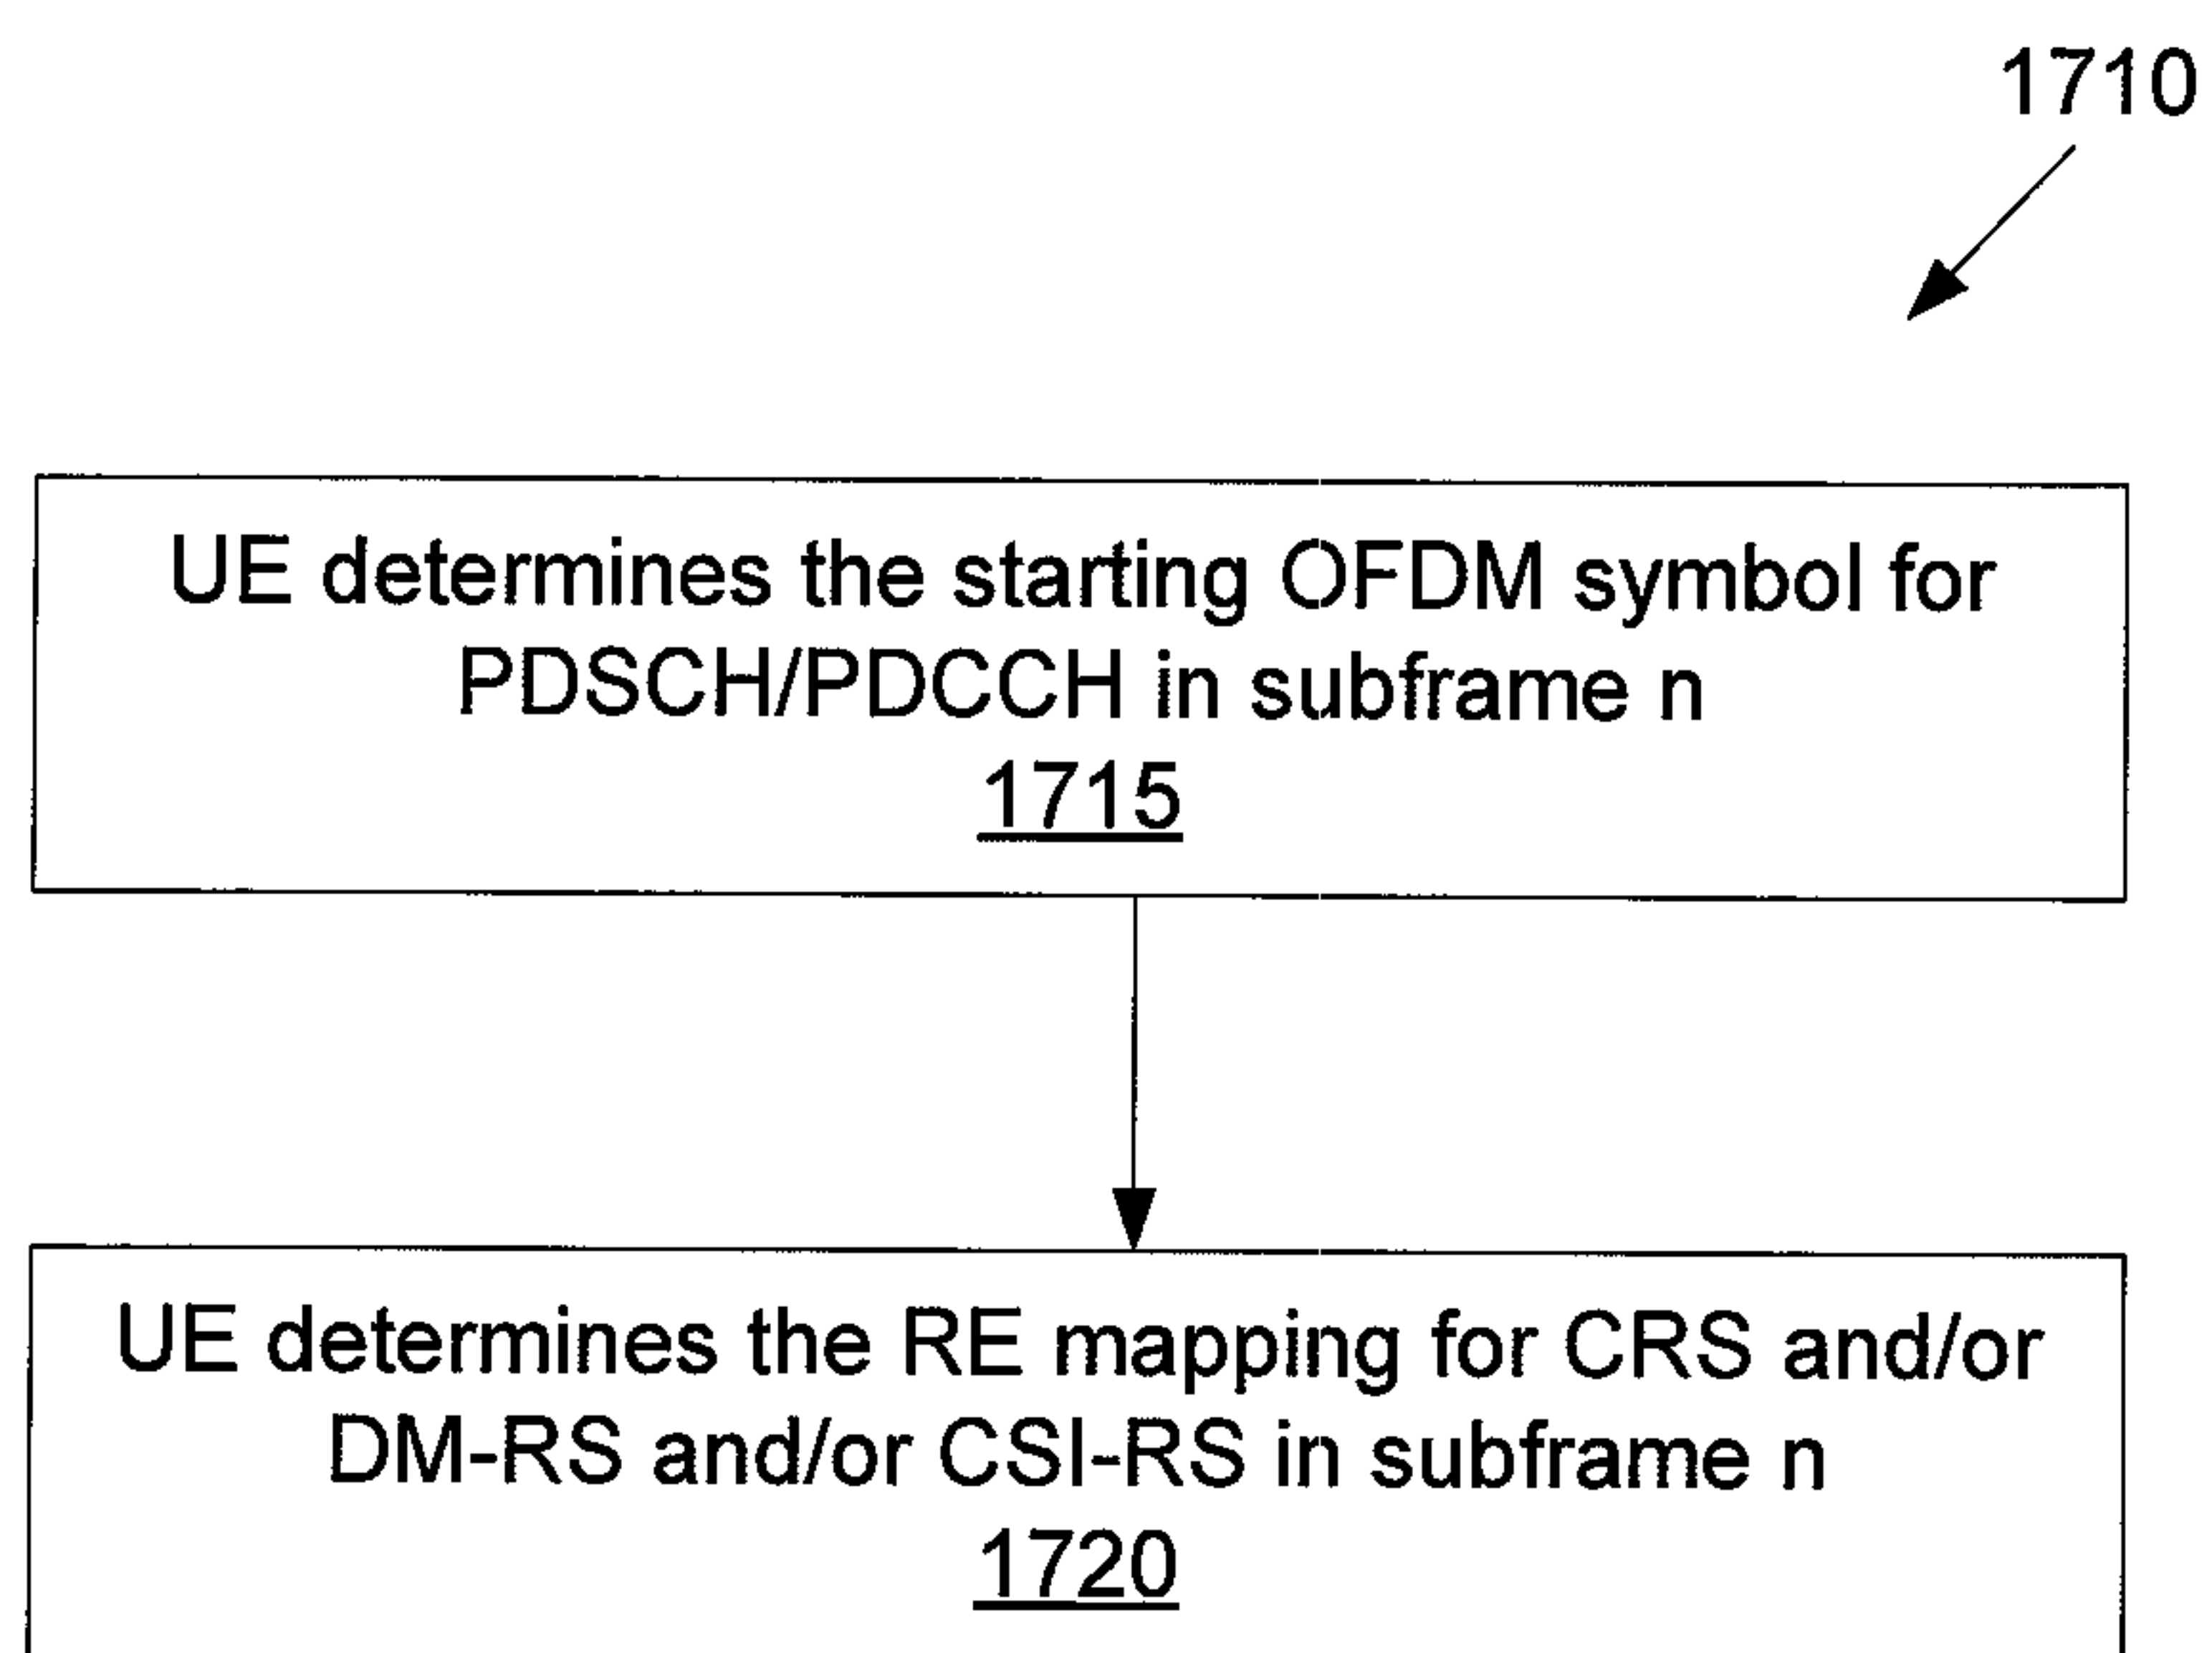 1710
UE determines the starting OFDM symbol for
PDSCH/PDCCH in subframe n
1715
UE determines the RE mapping for CRS and/or
DM-RS and/or CSI-RS in subframe n
1720